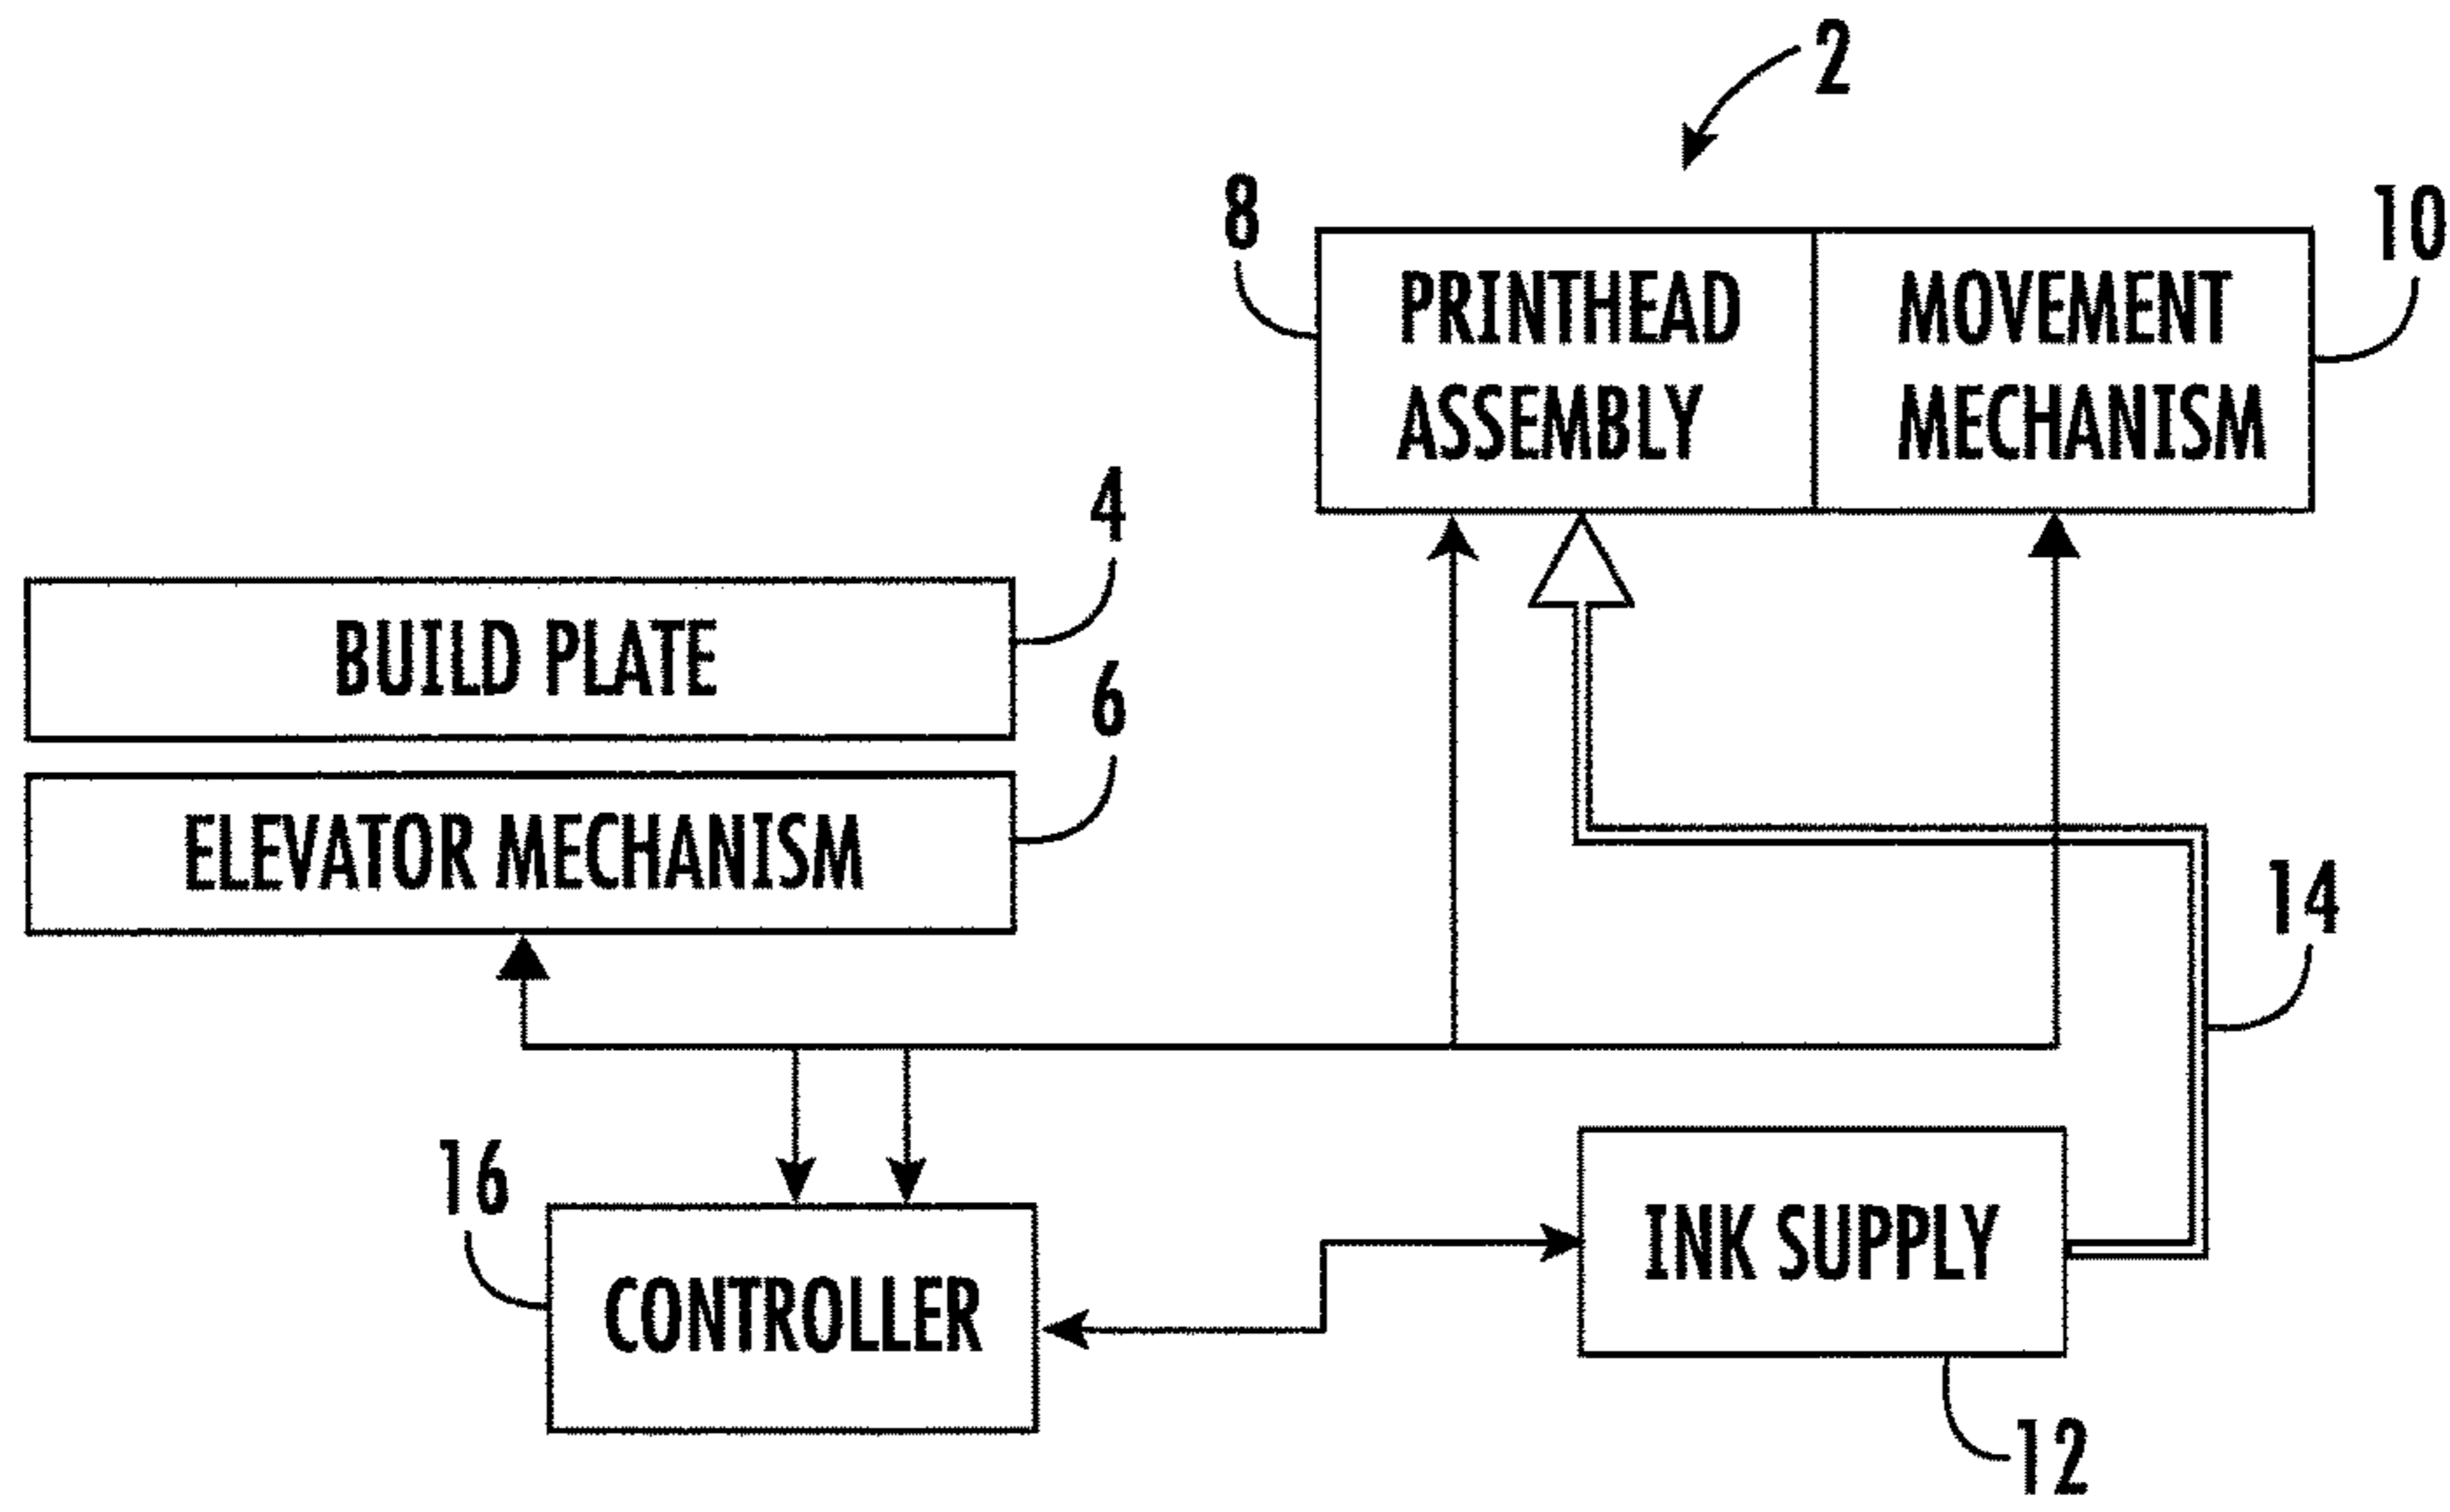 2
8
10
PRINTHEAD
ASSEMBLY
MOVEMENT
MECHANISM
4
BUILD PLATE
6
ELEVATOR MECHANISM
14
16
CONTROLLER
INK SUPPLY
12